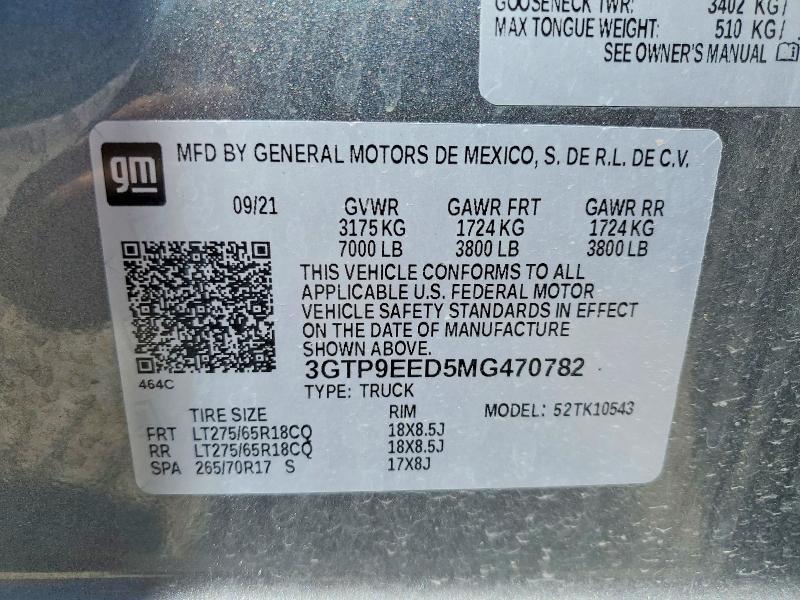 GOOSENECK TWR: 3402 KG/
MAX TONGUE WEIGHT: 510 KG/
SEE OWNER'S MANUAL
gm
MFD BY GENERAL MOTORS DE MEXICO, S. DE R.L. DE C.V.
09/21 GVWR GAWR FRT GAWR RR
3175 KG 1724 KG 1724 KG
7000 LB 3800 LB 3800 LB
THIS VEHICLE CONFORMS TO ALL
APPLICABLE U.S. FEDERAL MOTOR
VEHICLE SAFETY STANDARDS IN EFFECT
ON THE DATE OF MANUFACTURE
SHOWN ABOVE.
464C
3GTP9EED5MG470782
TYPE: TRUCK
TIRE SIZE RIM MODEL: 52TK10543
FRT LT275/65R18CQ 18X8.5J
RR LT275/65R18CQ 18X8.5J
SPA 265/70R17 S 17X8J